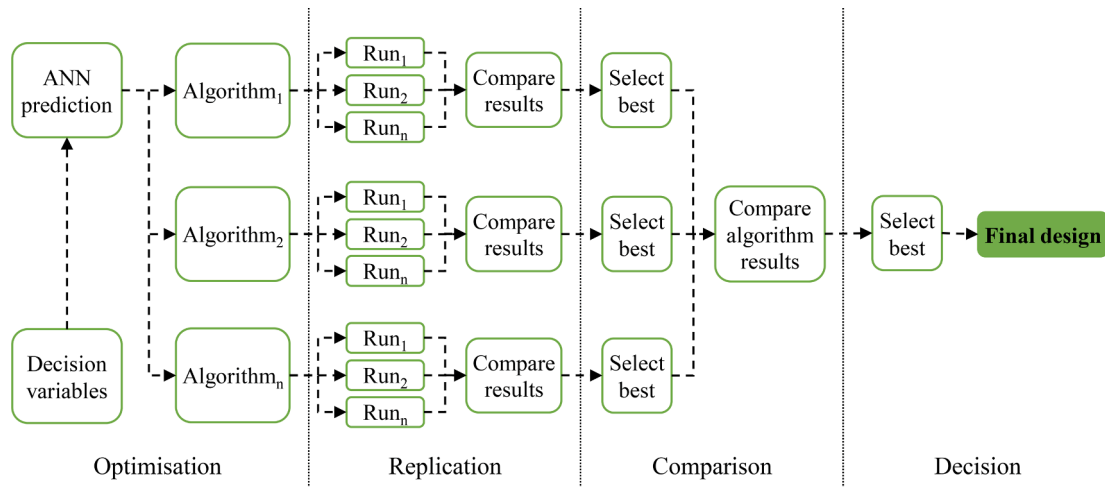 ANN
prediction
Decision
variables
Algorithm₁
Algorithm₂
Algorithmₙ
Run₁
Run₂
Runₙ
Compare
results
Select
best
Run₁
Run₂
Runₙ
Compare
results
Select
best
Run₁
Run₂
Runₙ
Compare
results
Select
best
Compare
algorithm
results
Select
best
Final design
Optimisation
Replication
Comparison
Decision